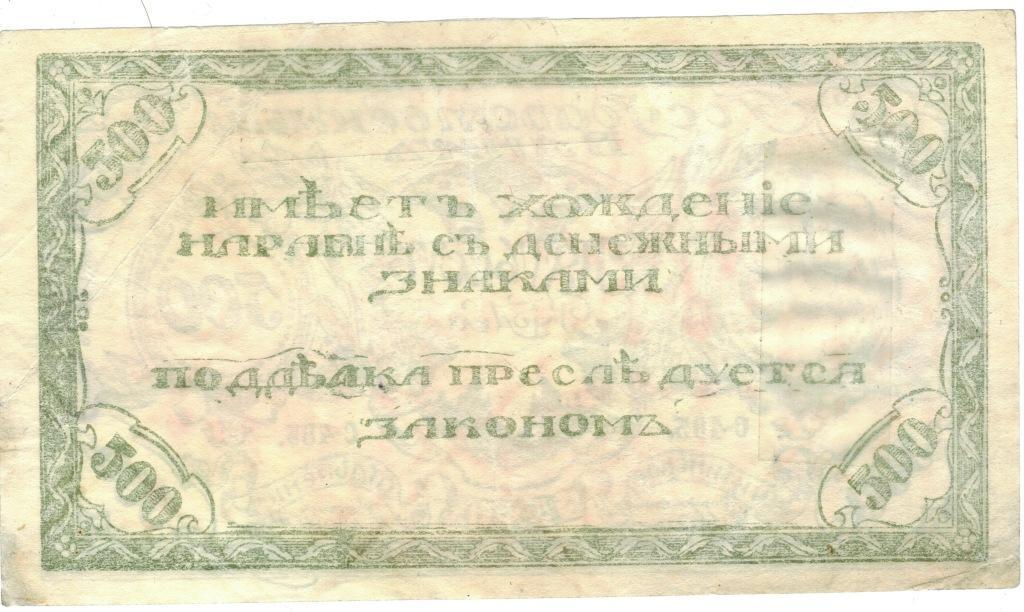 500 500
имѣетъ хожденіе
наравнѣ съ денежными
знаками
поддѣлка преслѣдуется
закономъ
500 500